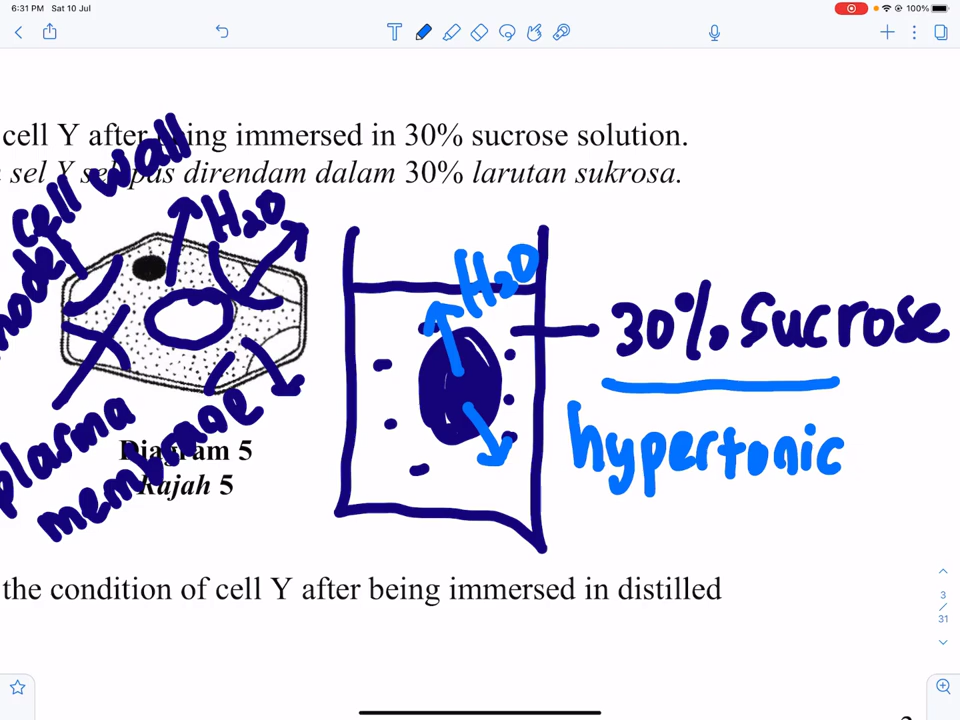 6:31 PM Sat 10 Jul
100%
cell Y after being immersed in 30% sucrose solution.
sel Y selepas direndam dalam 30% larutan sukrosa.
cell wall
H2O
H2O
30% sucrose
hypertonic
plasma
membrane
Diagram 5
Rajah 5
the condition of cell Y after being immersed in distilled
3
/
31